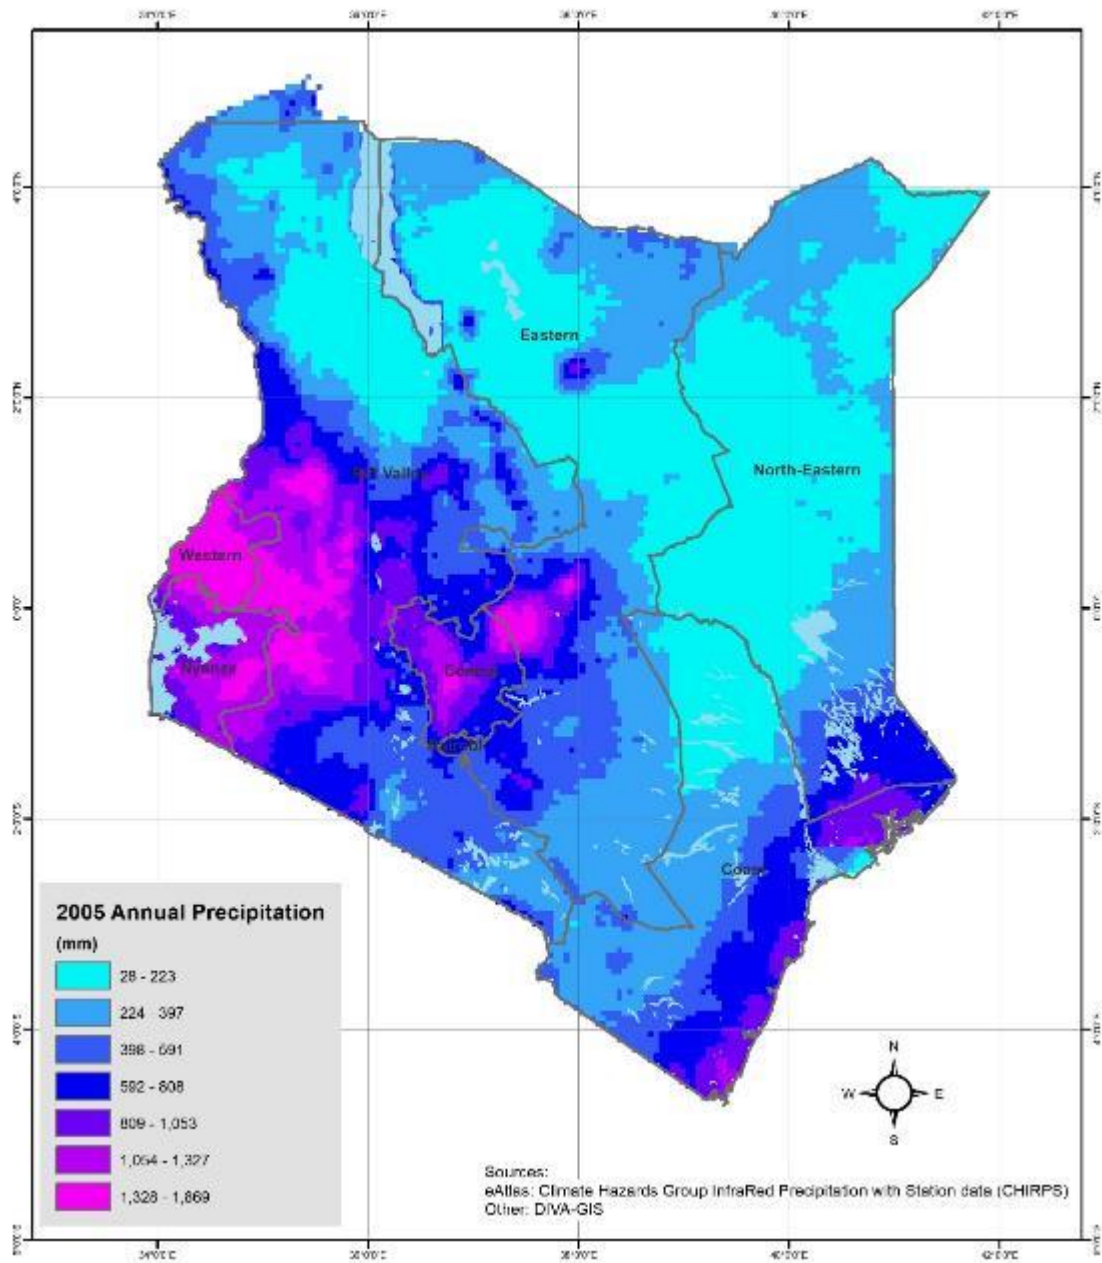 Eastern
North-Eastern
Western
Nyanza
Central
Coast
2005 Annual Precipitation
(mm)
28 - 223
224 - 397
398 - 591
592 - 808
809 - 1,053
1,054 - 1,327
1,328 - 1,869
N
W
E
S
Sources:
eAtlas: Climate Hazards Group InfraRed Precipitation with Station data (CHIRPS)
Other: DIVA-GIS